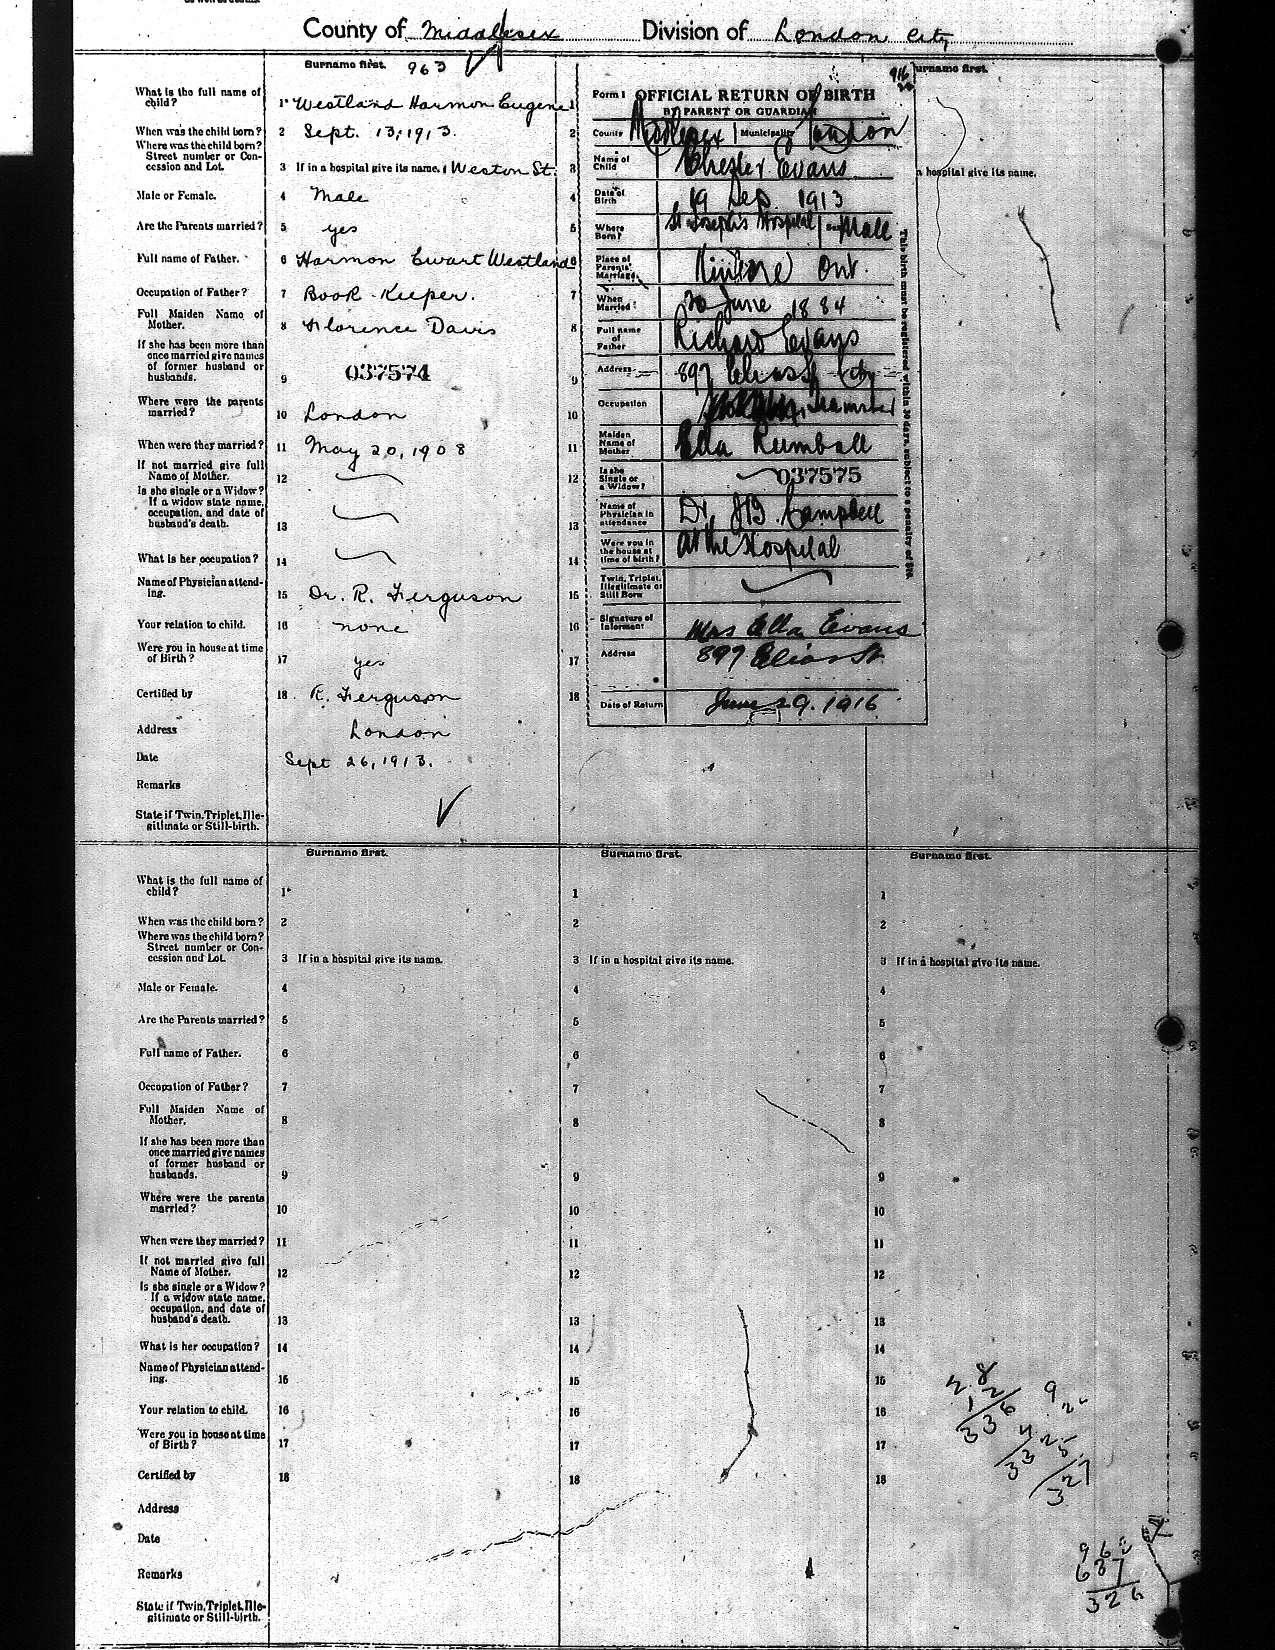 County of Middlesex Division of London City
Surname first. 963
What is the full name of child? 1 Westland Harmon Eugene
When was the child born? 2 Sept. 13, 1913.
Where was the child born? Street number or Concession and Lot. 3 If in a hospital give its name. Weston St.
Male or Female. 4 Male
Are the Parents married? 5 yes
Full name of Father. 6 Harmon Ewart Westland
Occupation of Father? 7 Book-Keeper.
Full Maiden Name of Mother. 8 Florence Davis
If she has been more than once married give names of former husband or husbands. 9 037574
Where were the parents married? 10 London
When were they married? 11 May 20, 1908
If not married give full Name of Mother. 12
Is she single or a Widow? If a widow state name, occupation, and date of husband's death. 13
What is her occupation? 14
Name of Physician attending. 15 Dr. R. Ferguson
Your relation to child. 16 none
Were you in house at time of Birth? 17 yes
Certified by 18 R. Ferguson
Address London
Date Sept 26, 1913.
Remarks
State if Twin, Triplet, Illegitimate or Still-birth.
1
2
3
4
5
6
7
8
9
10
11
12
13
14
15
16
17
18
916
Form 1 OFFICIAL RETURN OF BIRTH
BY PARENT OR GUARDIAN
County Middlesex Municipality London
Name of Child Chester Evans
Date of Birth 19 Sep. 1913
Where Born? St Joseph's Hospital Sex Male
Place of Parents' Marriage Kintore Ont.
When Married? 30 June 1884
Full name of Father Richard Evans
Address 897 Elias St City
Occupation Teamster
Maiden Name of Mother Ella Rumball
Is she Single or a Widow? 037575
Name of Physician in attendance Dr. Campbell
Were you in the house at time of birth? At the Hospital
Twin, Triplet, Illegitimate or Still Born
Signature of Informant Mrs Ella Evans
Address 897 Elias St.
Date of Return June 29. 1916
This birth must be registered within 30 days, subject to a penalty of
urname first.
hospital give its name.
Surname first. Surname first. Surname first.
What is the full name of child? 1 1 1
When was the child born? 2 2 2
Where was the child born? Street number or Concession and Lot. 3 If in a hospital give its name. 3 If in a hospital give its name. 3 If in a hospital give its name.
Male or Female. 4 4 4
Are the Parents married? 5 5 5
Full name of Father. 6 6 6
Occupation of Father? 7 7 7
Full Maiden Name of Mother. 8 8 8
If she has been more than once married give names of former husband or husbands. 9 9 9
Where were the parents married? 10 10 10
When were they married? 11 11 11
If not married give full Name of Mother. 12 12 12
Is she single or a Widow? If a widow state name, occupation, and date of husband's death. 13 13 13
What is her occupation? 14 14 14
Name of Physician attending. 15 15 15
Your relation to child. 16 16 16
Were you in house at time of Birth? 17 17 17
Certified by 18 18 18
Address
Date
Remarks
State if Twin, Triplet, Illegitimate or Still-birth.
336
33
327
962
637
326